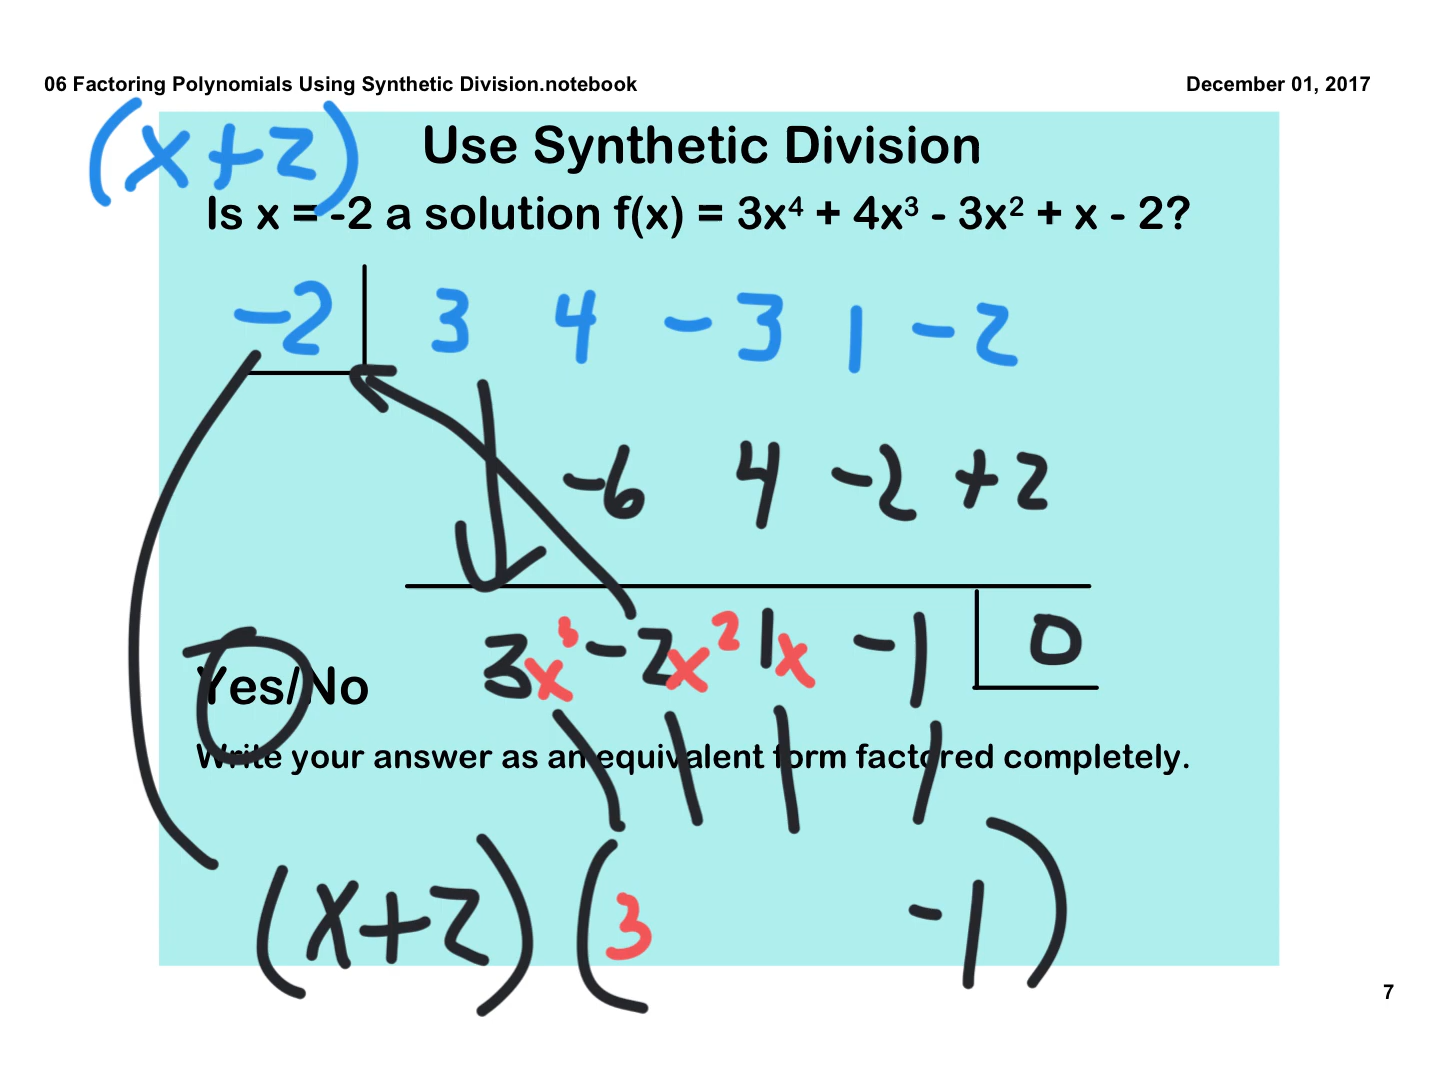 06 Factoring Polynomials Using Synthetic Division.notebook December 01, 2017
(x+2) Use Synthetic Division
Is x = -2 a solution f(x) = 3x⁴ + 4x³ - 3x² + x - 2?
-2 3 4 -3 1 -2
-6 4 -2 +2
3x³ -2x² 1x -1 0
Yes/No
Write your answer as an equivalent form factored completely.
(x+2) (3 -1)
7